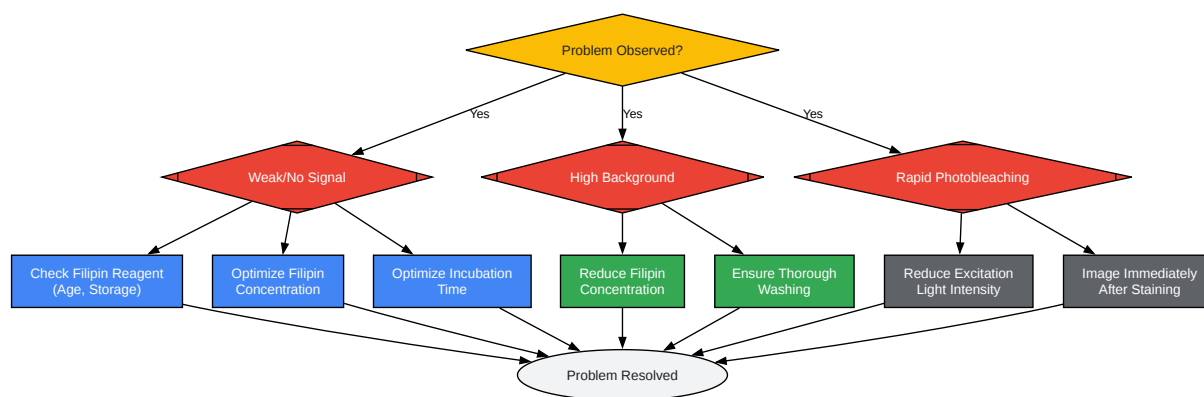 Problem Observed?
Yes
Yes
Yes
Weak/No Signal
High Background
Rapid Photobleaching
Check Filipin Reagent
(Age, Storage)
Optimize Filipin
Concentration
Optimize Incubation
Time
Reduce Filipin
Concentration
Ensure Thorough
Washing
Reduce Excitation
Light Intensity
Image Immediately
After Staining
Problem Resolved